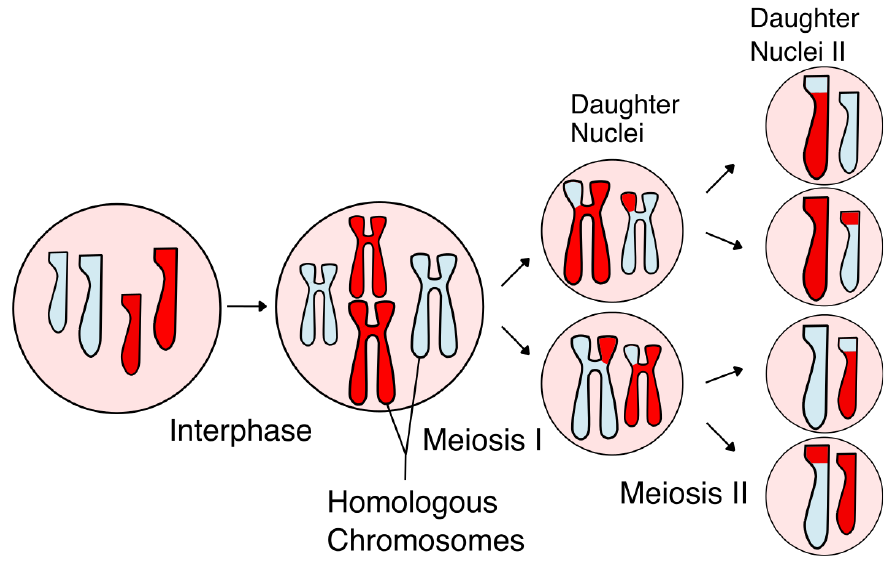 Daughter
Nuclei II
Daughter
Nuclei
Interphase
Meiosis I
Homologous
Chromosomes
Meiosis II